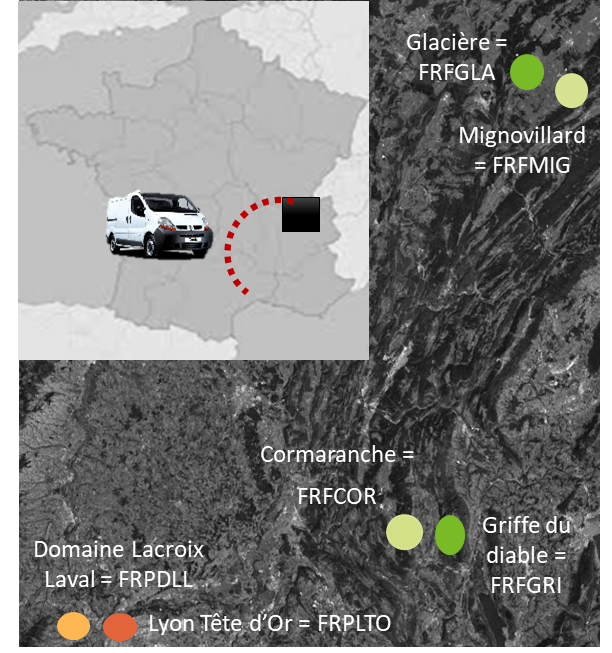 Glacière =
FRFGLA
Mignovillard
= FRFMIG
Cormaranche =
FRFCOR
Griffe du
diable =
FRFGRI
Domaine Lacroix
Laval = FRPDLL
Lyon Tête d'Or = FRPLTO